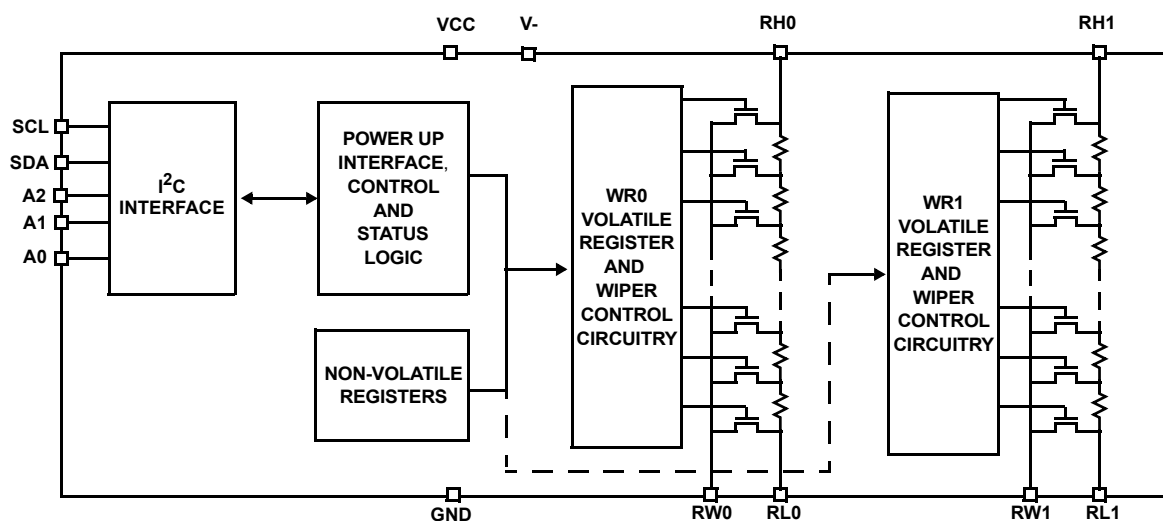 VCC
V-
RH0
RH1
SCL
SDA
A2
A1
A0
I²C
INTERFACE
POWER UP
INTERFACE,
CONTROL
AND
STATUS
LOGIC
NON-VOLATILE
REGISTERS
WR0
VOLATILE
REGISTER
AND
WIPER
CONTROL
CIRCUITRY
WR1
VOLATILE
REGISTER
AND
WIPER
CONTROL
CIRCUITRY
GND
RW0
RL0
RW1
RL1